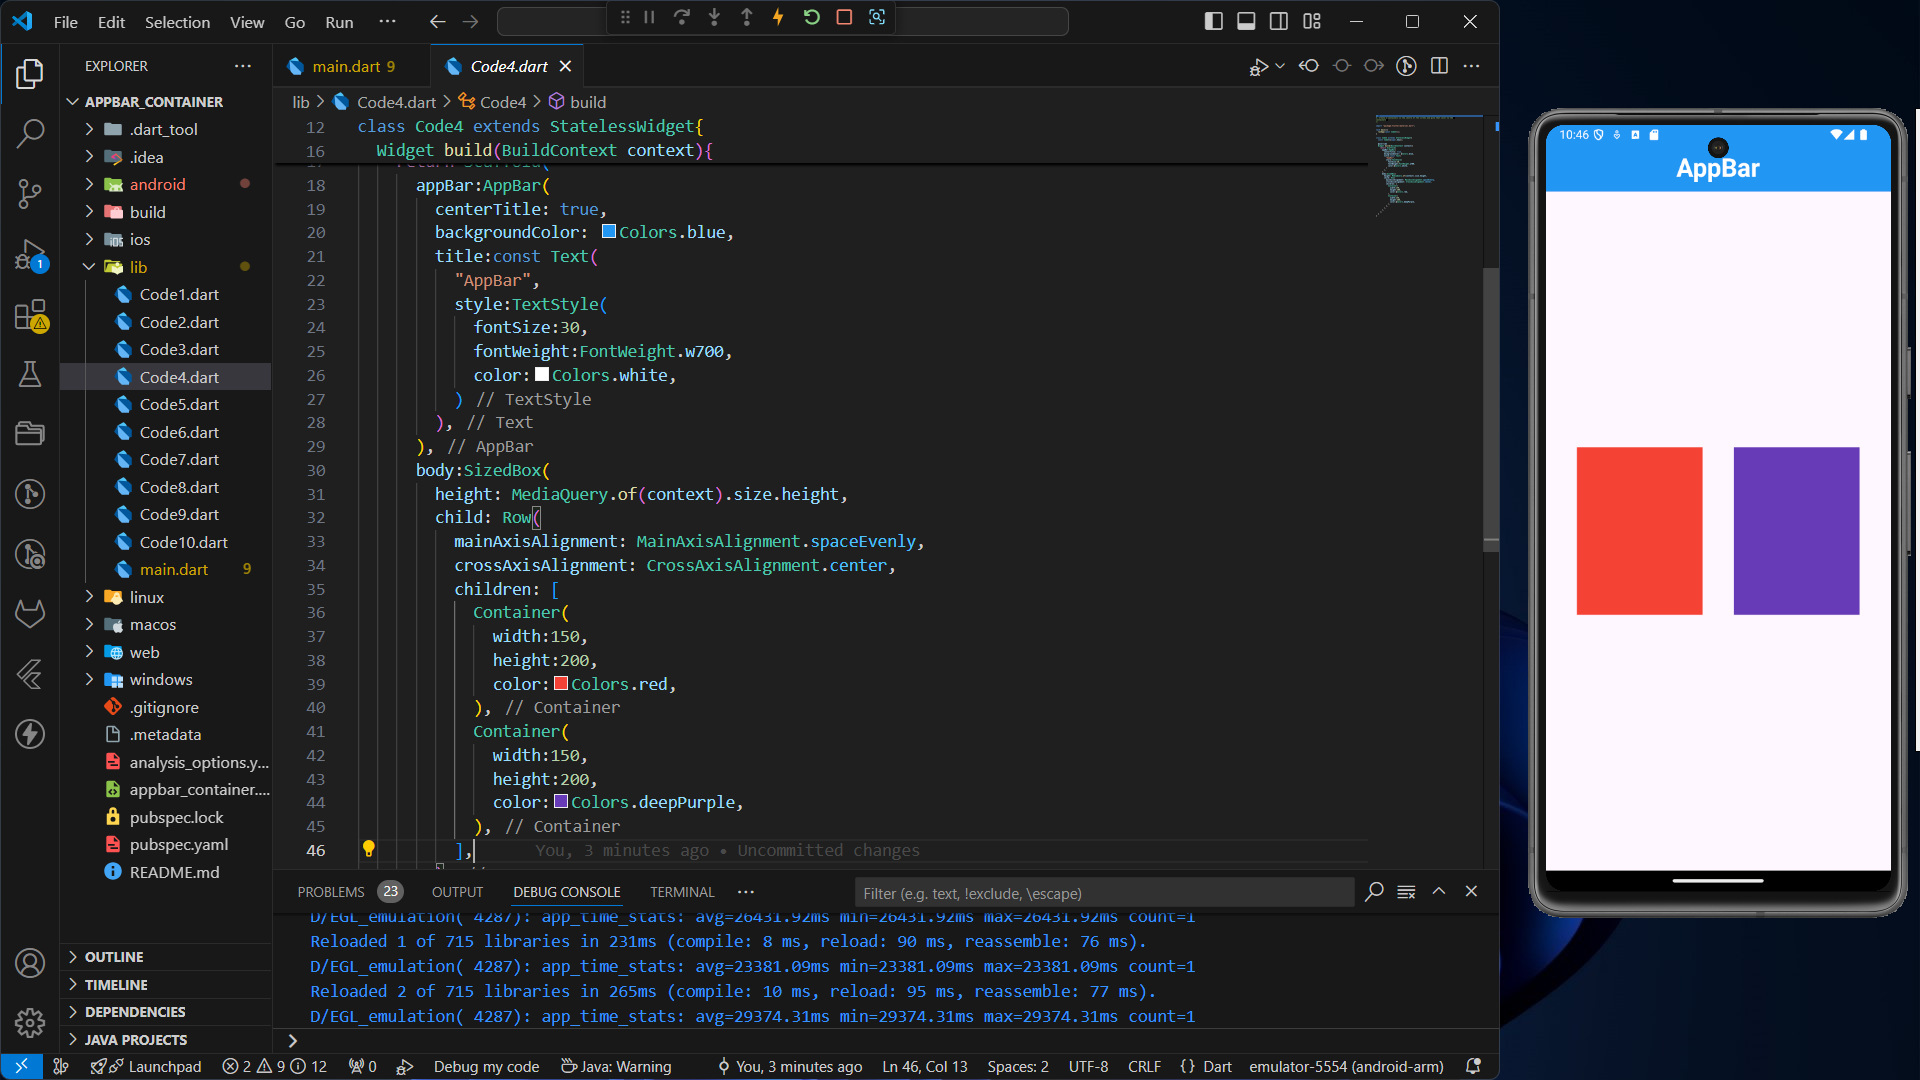 File Edit Selection View Go Run
EXPLORER
main.dart 9
Code4.dart
lib > Code4.dart > Code4 > build
APPBAR_CONTAINER
.dart_tool
.idea
android
build
ios
lib
Code1.dart
Code2.dart
Code3.dart
Code4.dart
Code5.dart
Code6.dart
Code7.dart
Code8.dart
Code9.dart
Code10.dart
main.dart 9
linux
macos
web
windows
.gitignore
.metadata
analysis_options.y...
appbar_container....
pubspec.lock
pubspec.yaml
README.md
OUTLINE
TIMELINE
DEPENDENCIES
JAVA PROJECTS
1
12 class Code4 extends StatelessWidget{
16 Widget build(BuildContext context){
return Scaffold(
18 appBar:AppBar(
19 centerTitle: true,
20 backgroundColor: Colors.blue,
21 title:const Text(
22 "AppBar",
23 style:TextStyle(
24 fontSize:30,
25 fontWeight:FontWeight.w700,
26 color: Colors.white,
27 ) // TextStyle
28 ), // Text
29 ), // AppBar
30 body:SizedBox(
31 height: MediaQuery.of(context).size.height,
32 child: Row(
33 mainAxisAlignment: MainAxisAlignment.spaceEvenly,
34 crossAxisAlignment: CrossAxisAlignment.center,
35 children: [
36 Container(
37 width:150,
38 height:200,
39 color: Colors.red,
40 ), // Container
41 Container(
42 width:150,
43 height:200,
44 color: Colors.deepPurple,
45 ), // Container
46 ], You, 3 minutes ago • Uncommitted changes
PROBLEMS 23 OUTPUT DEBUG CONSOLE TERMINAL
Filter (e.g. text, !exclude, \escape)
D/EGL_emulation( 4287): app_time_stats: avg=26431.92ms min=26431.92ms max=26431.92ms count=1
Reloaded 1 of 715 libraries in 231ms (compile: 8 ms, reload: 90 ms, reassemble: 76 ms).
D/EGL_emulation( 4287): app_time_stats: avg=23381.09ms min=23381.09ms max=23381.09ms count=1
Reloaded 2 of 715 libraries in 265ms (compile: 10 ms, reload: 95 ms, reassemble: 77 ms).
D/EGL_emulation( 4287): app_time_stats: avg=29374.31ms min=29374.31ms max=29374.31ms count=1
Launchpad 2 9 12 0 Debug my code Java: Warning You, 3 minutes ago Ln 46, Col 13 Spaces: 2 UTF-8 CRLF {} Dart emulator-5554 (android-arm)
10:46
AppBar